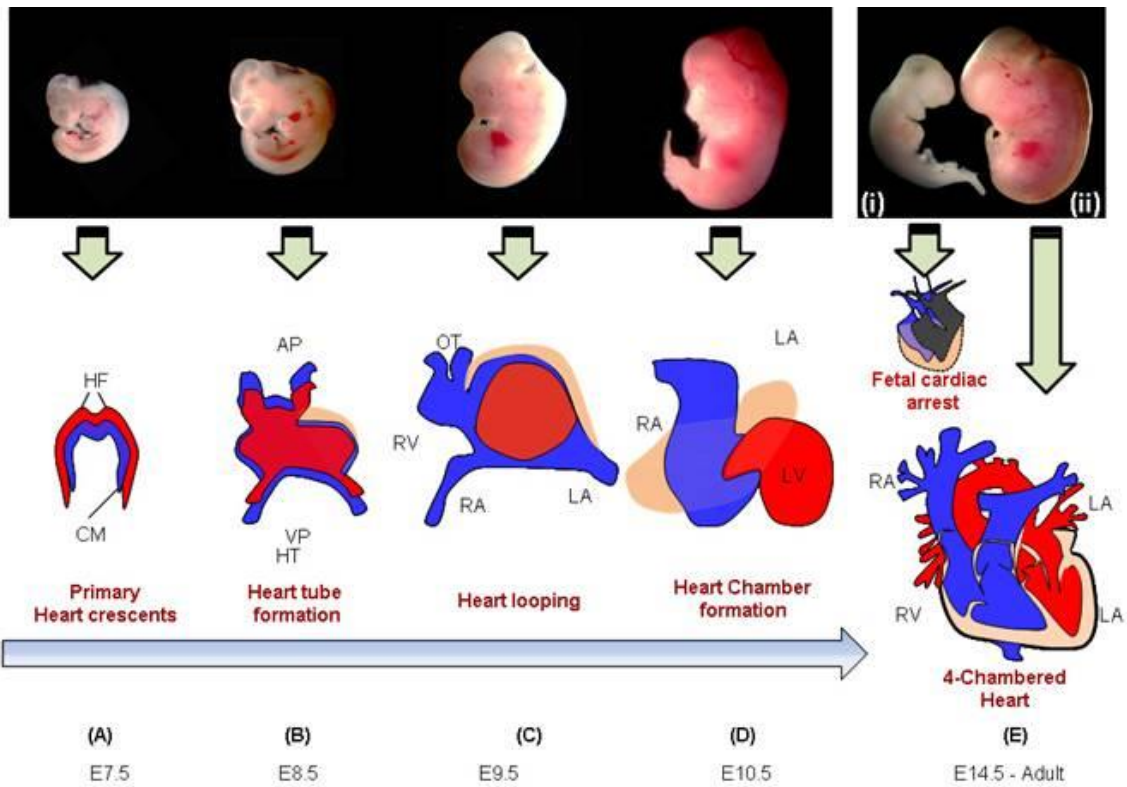 (i)
(ii)
HF
CM
Primary
Heart crescents
AP
VP
HT
Heart tube
formation
OT
RV
RA
LA
Heart looping
LA
RA
LV
Heart Chamber
formation
Fetal cardiac
arrest
RA
LA
RV
LA
4-Chambered
Heart
(A)
(B)
(C)
(D)
(E)
E7.5
E8.5
E9.5
E10.5
E14.5 - Adult